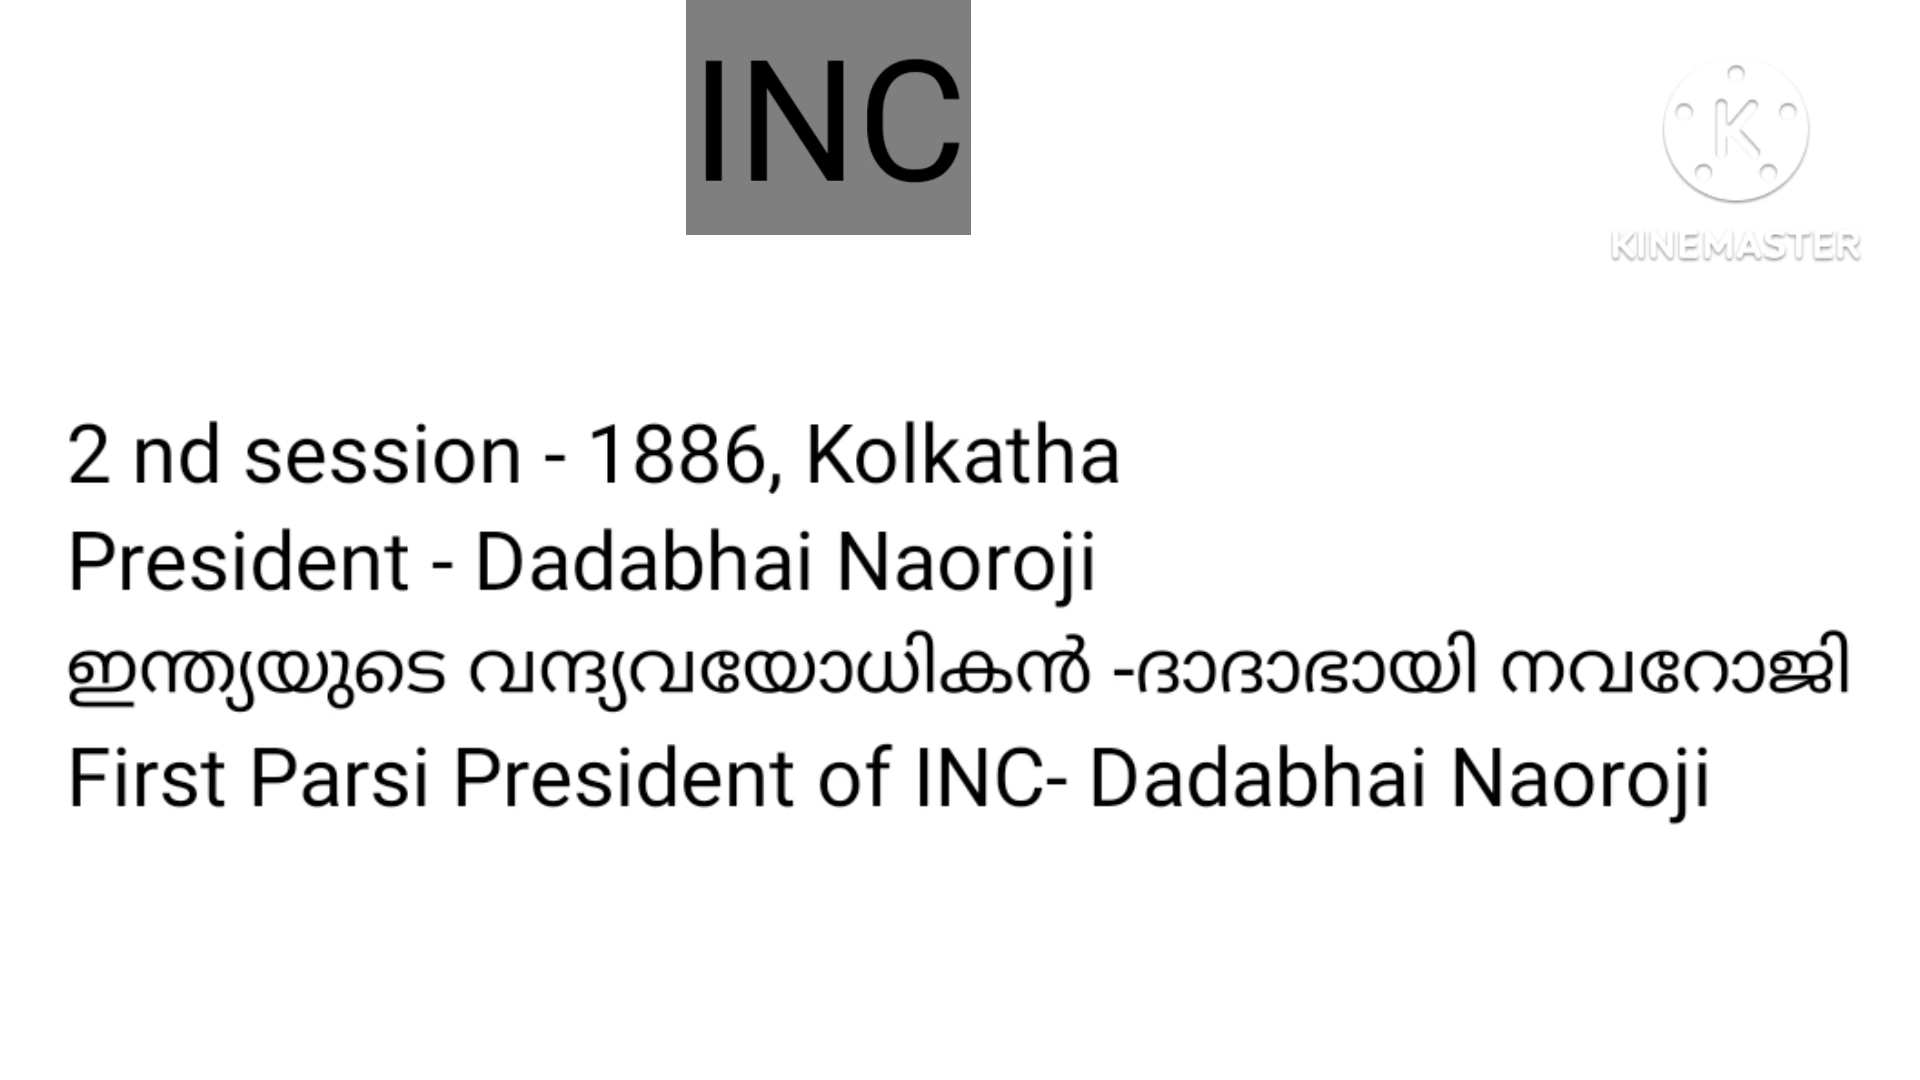 INC
K
KINEMASTER
2 nd session - 1886, Kolkatha
President - Dadabhai Naoroji
ഇന്ത്യയുടെ വന്ദ്യവയോധികൻ -ദാദാഭായി നവറോജി
First Parsi President of INC- Dadabhai Naoroji